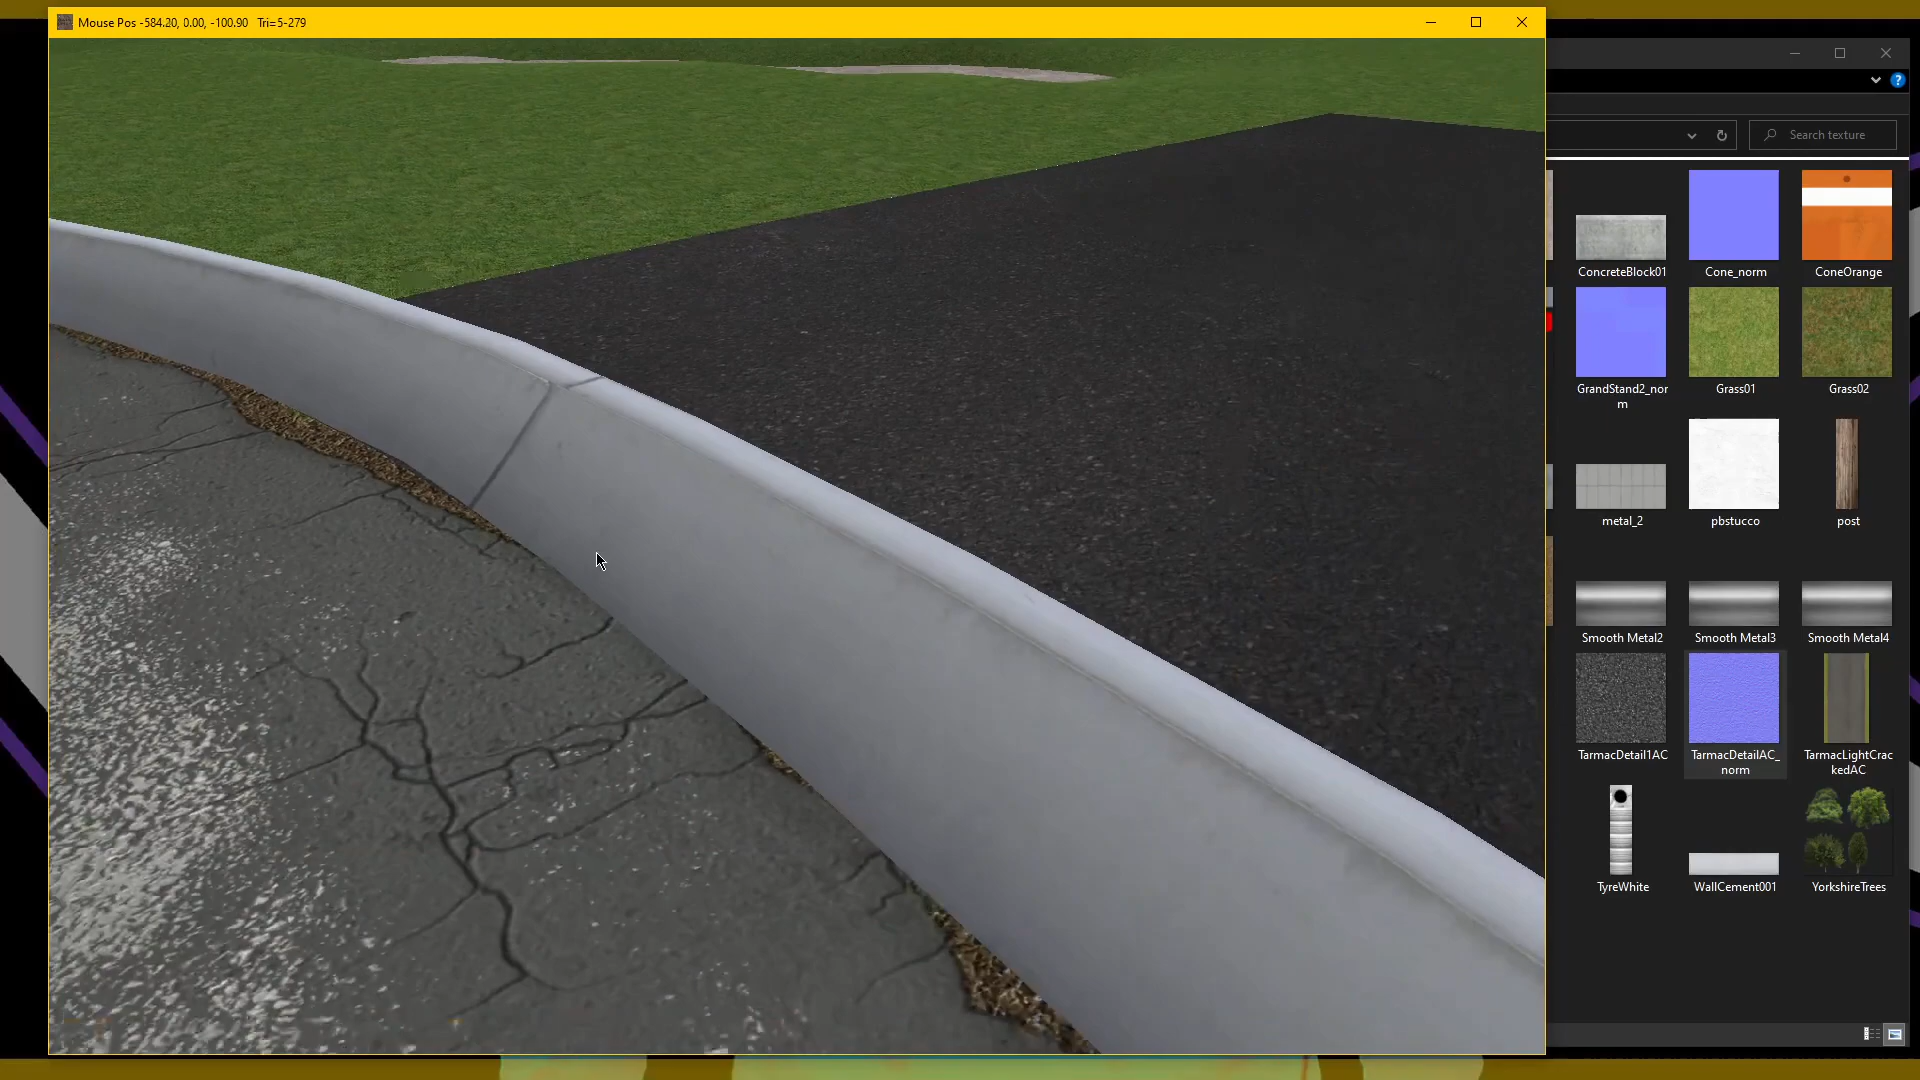 Mouse Pos -584.20, 0.00, -100.90 Tri=5-279
?
Search texture
ConcreteBlock01
Cone_norm
ConeOrange
GrandStand2_nor
m
Grass01
Grass02
metal_2
pbstucco
post
Smooth Metal2
Smooth Metal3
Smooth Metal4
TarmacDetail1AC
TarmacDetailAC_
norm
TarmacLightCrac
kedAC
TyreWhite
WallCement001
YorkshireTrees